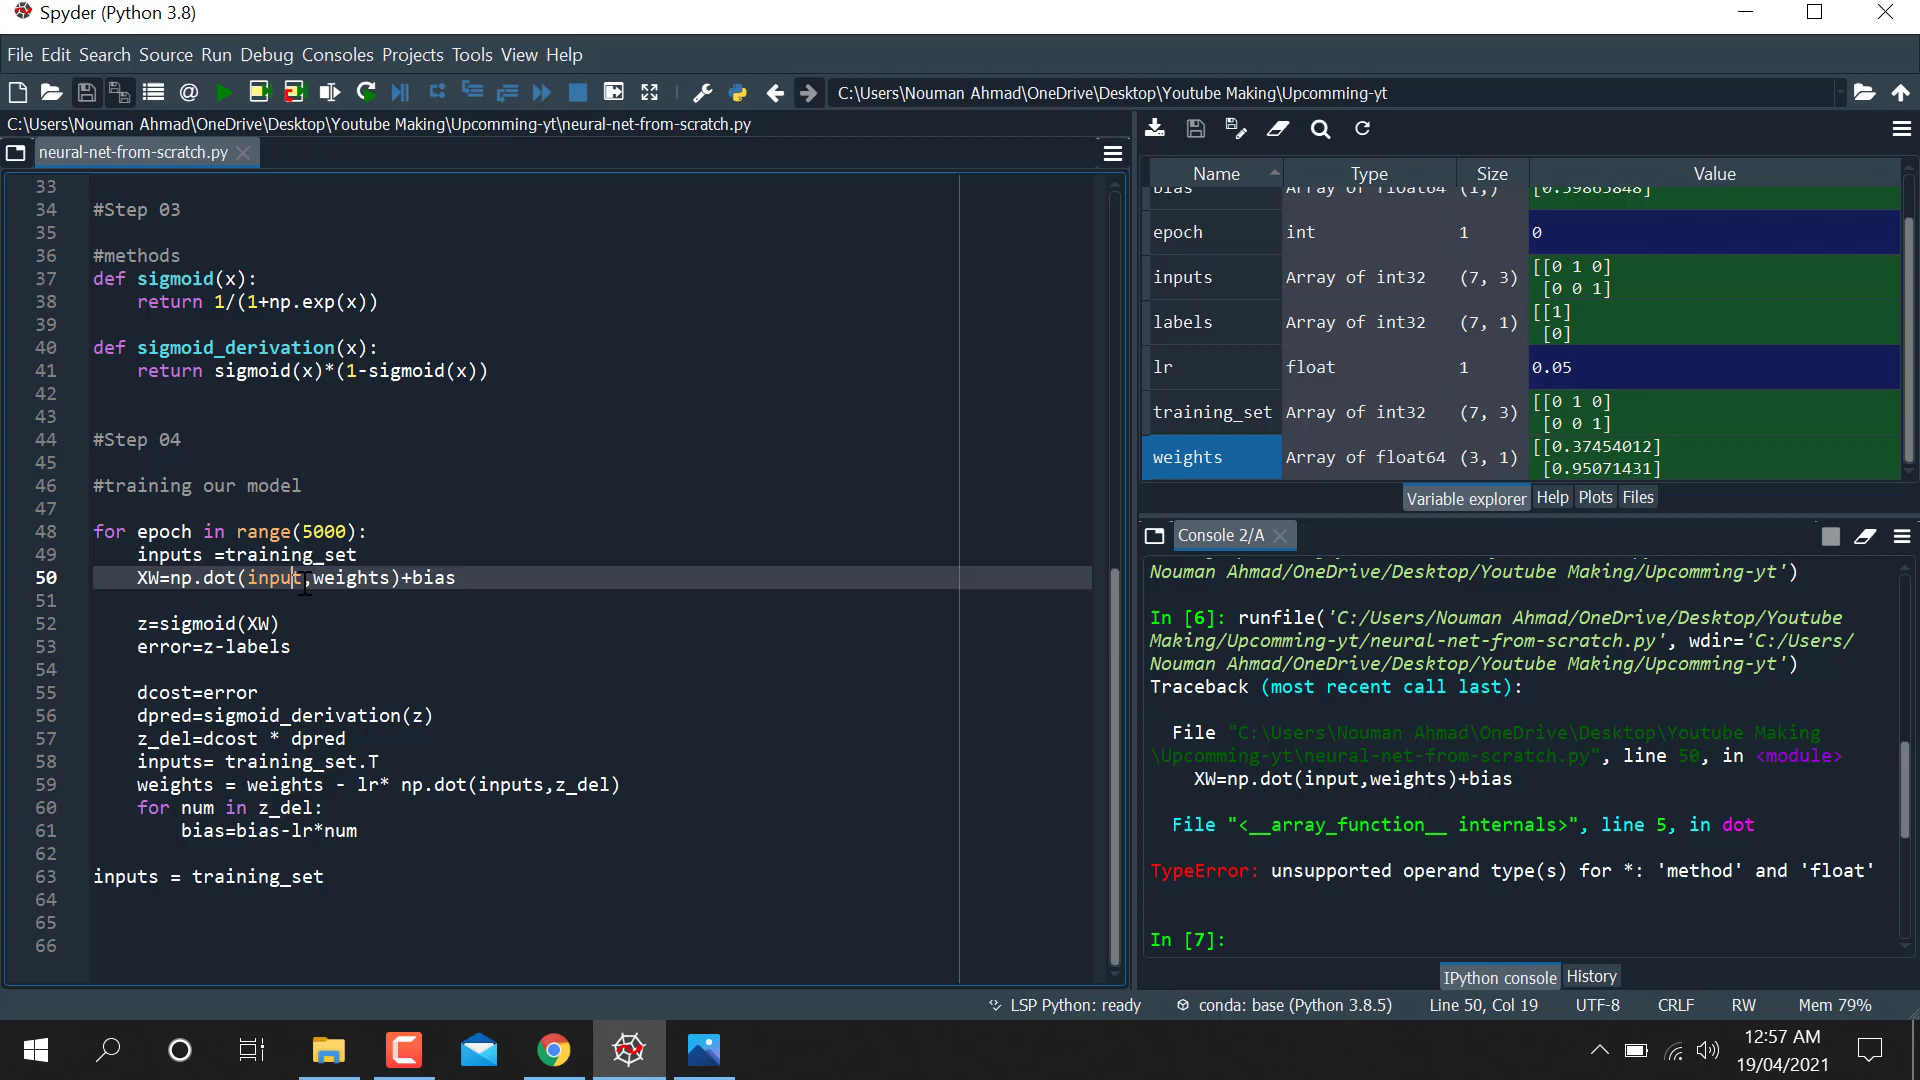 Spyder (Python 3.8)
File Edit Search Source Run Debug Consoles Projects Tools View Help
C:\Users\Nouman Ahmad\OneDrive\Desktop\Youtube Making\Upcomming-yt
C:\Users\Nouman Ahmad\OneDrive\Desktop\Youtube Making\Upcomming-yt\neural-net-from-scratch.py
neural-net-from-scratch.py
33
34 #Step 03
35
36 #methods
37 def sigmoid(x):
38 return 1/(1+np.exp(x))
39
40 def sigmoid_derivation(x):
41 return sigmoid(x)*(1-sigmoid(x))
42
43
44 #Step 04
45
46 #training our model
47
48 for epoch in range(5000):
49 inputs =training_set
50 XW=np.dot(input,weights)+bias
51
52 z=sigmoid(XW)
53 error=z-labels
54
55 dcost=error
56 dpred=sigmoid_derivation(z)
57 z_del=dcost * dpred
58 inputs= training_set.T
59 weights = weights - lr* np.dot(inputs,z_del)
60 for num in z_del:
61 bias=bias-lr*num
62
63 inputs = training_set
64
65
66
Name Type Size Value
bias Array of float64 (1,) [0.59865848]
epoch int 1 0
inputs Array of int32 (7, 3) [[0 1 0]
[0 0 1]
labels Array of int32 (7, 1) [[1]
[0]
lr float 1 0.05
training_set Array of int32 (7, 3) [[0 1 0]
[0 0 1]
weights Array of float64 (3, 1) [[0.37454012]
[0.95071431]
Variable explorer Help Plots Files
Console 2/A
Nouman Ahmad/OneDrive/Desktop/Youtube Making/Upcomming-yt')
In [6]: runfile('C:/Users/Nouman Ahmad/OneDrive/Desktop/Youtube
Making/Upcomming-yt/neural-net-from-scratch.py', wdir='C:/Users/
Nouman Ahmad/OneDrive/Desktop/Youtube Making/Upcomming-yt')
Traceback (most recent call last):
File "C:\Users\Nouman Ahmad\OneDrive\Desktop\Youtube Making
\Upcomming-yt\neural-net-from-scratch.py", line 50, in <module>
XW=np.dot(input,weights)+bias
File "<__array_function__ internals>", line 5, in dot
TypeError: unsupported operand type(s) for *: 'method' and 'float'
In [7]:
IPython console History
LSP Python: ready conda: base (Python 3.8.5) Line 50, Col 19 UTF-8 CRLF RW Mem 79%
12:57 AM
19/04/2021